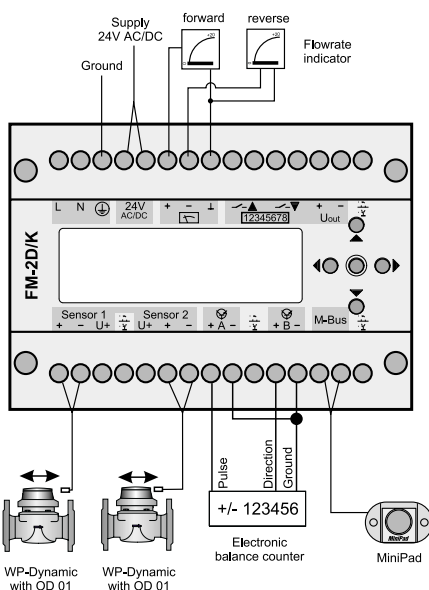 Supply
24V AC/DC
forward
reverse
Ground
Flowrate
indicator
+20
+20
L N 24V AC/DC + - ⊥ + -
12345678
Uout
FM-2D/K
Sensor 1
+ - U+
Sensor 2
U+ + -
+ A -
+ B -
M-Bus
Pulse
Direction
Ground
+/- 123456
Electronic
balance counter
MiniPad
MiniPad
WP-Dynamic
with OD 01
WP-Dynamic
with OD 01